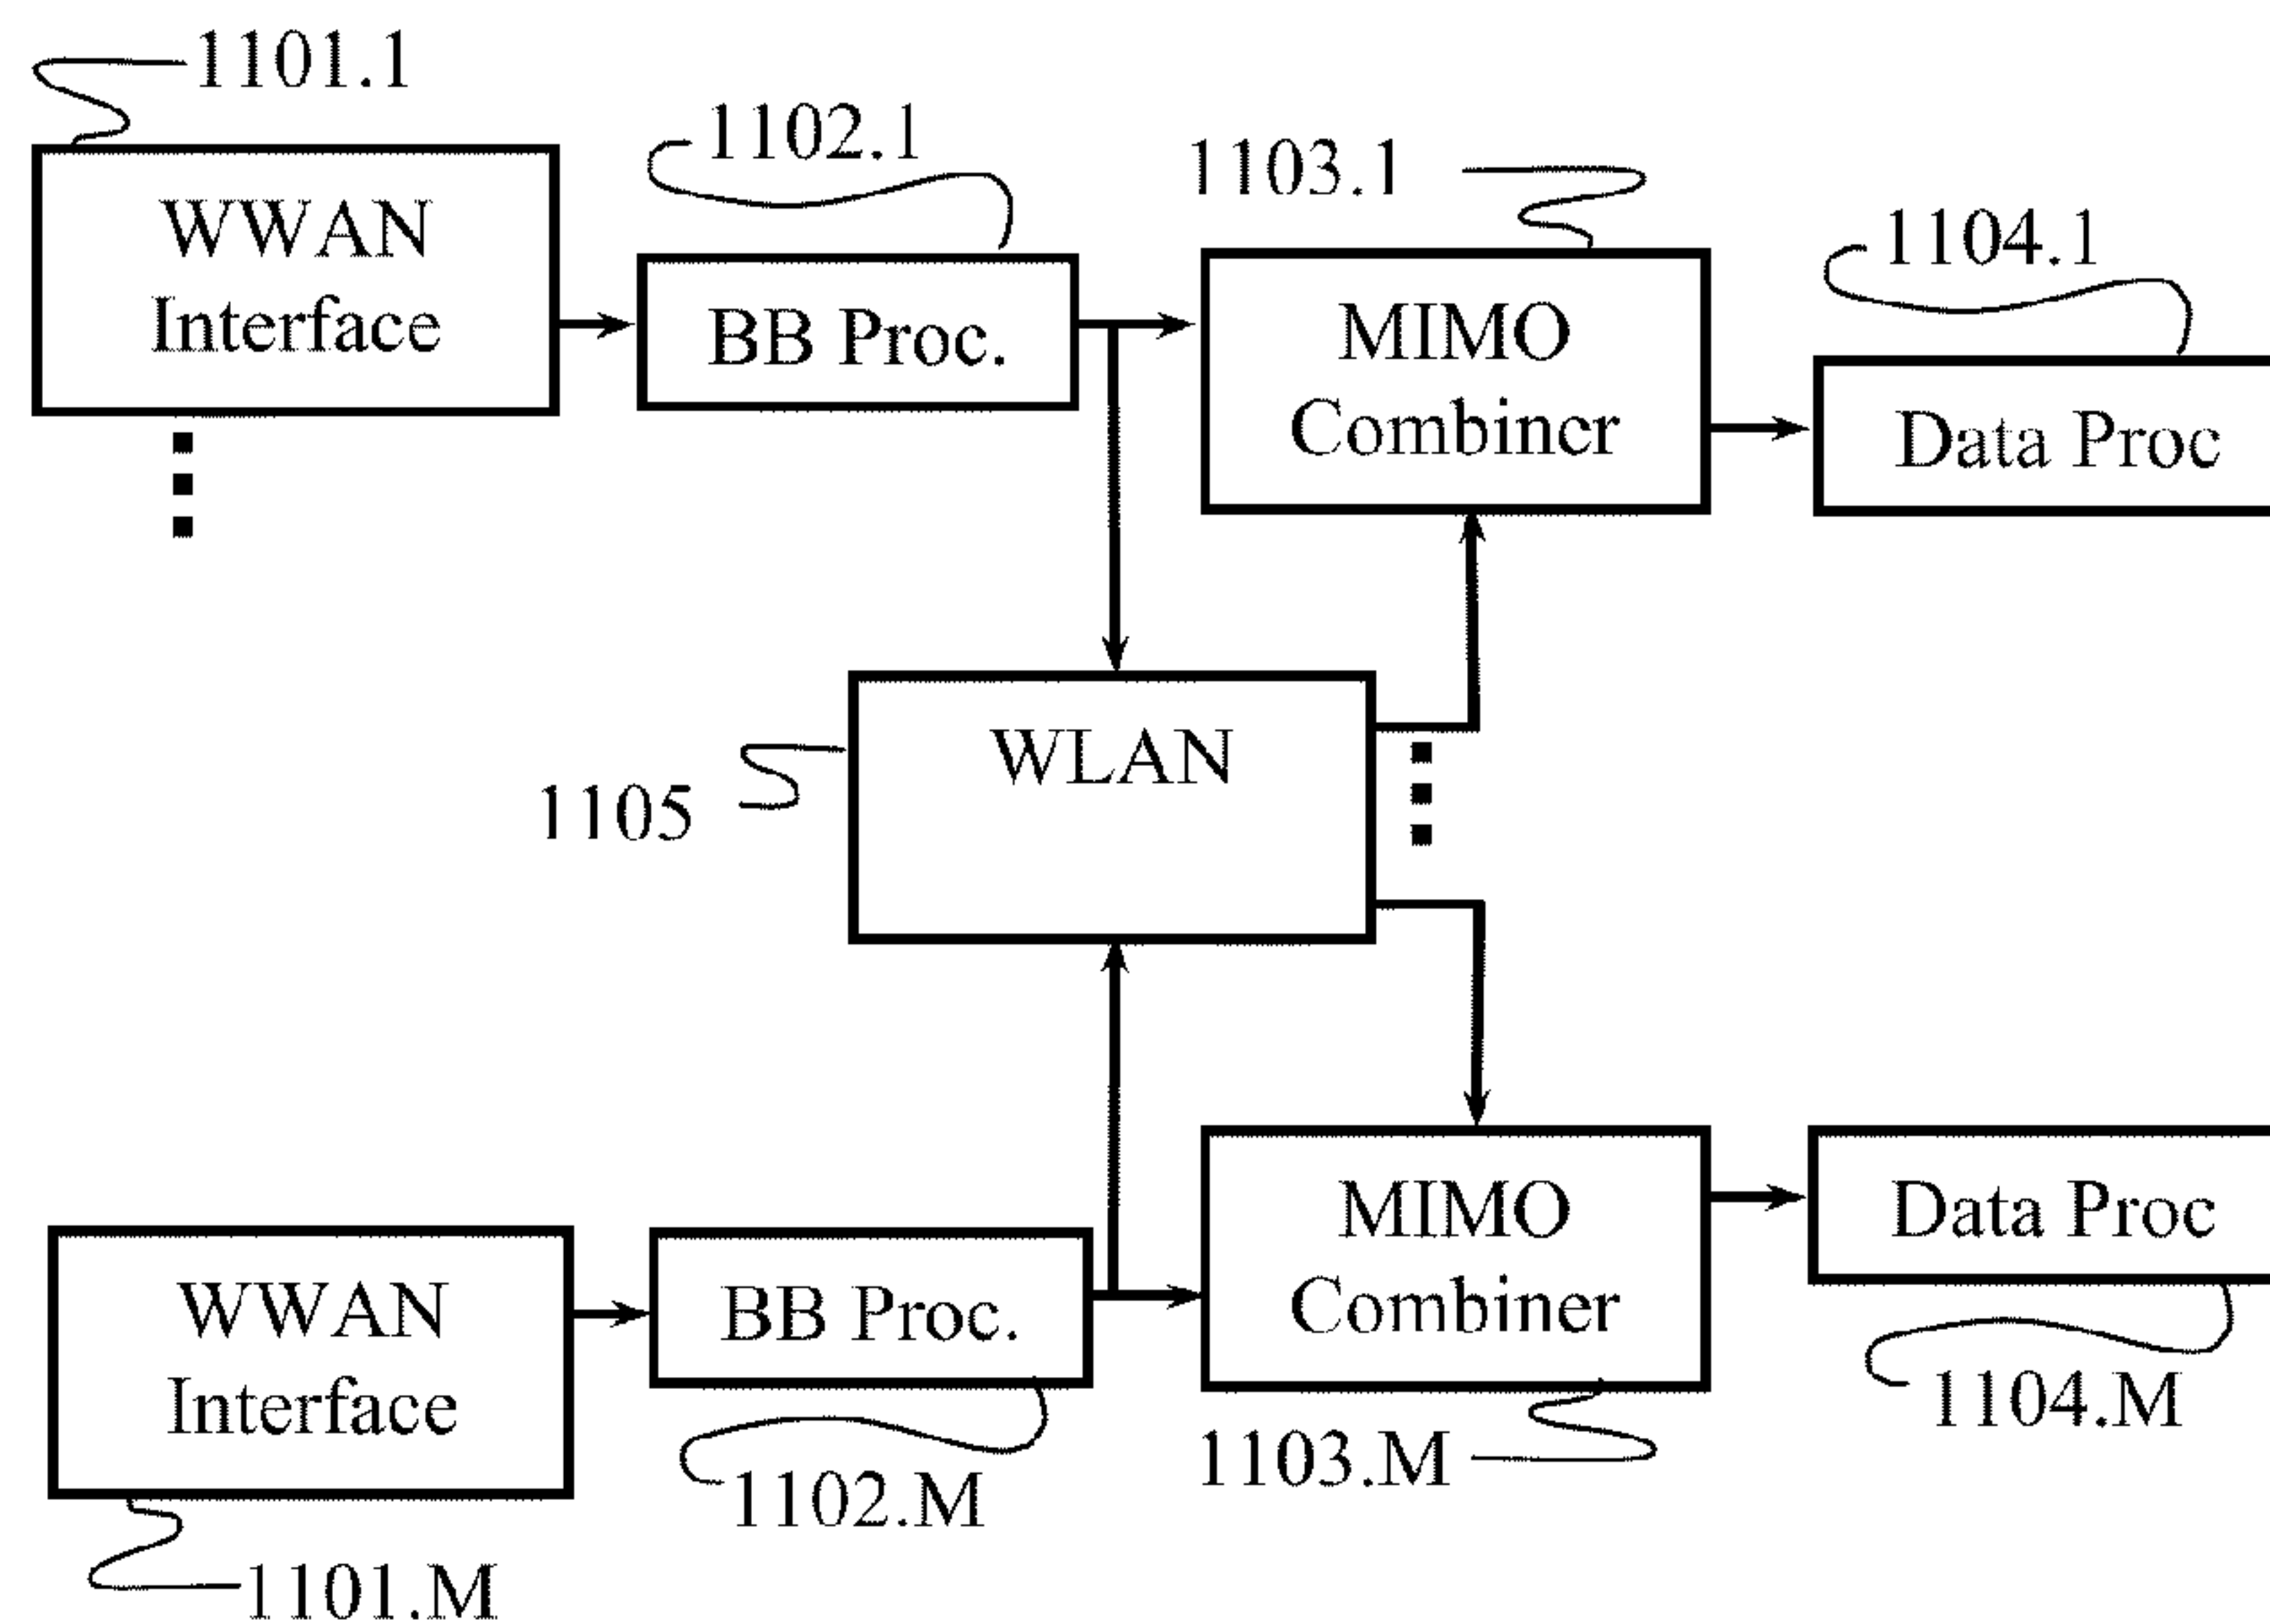 1101.1
1102.1
1103.1
1104.1
WWAN
Interface
BB Proc.
MIMO
Combiner
Data Proc
WLAN
1105
MIMO
Combiner
Data Proc
WWAN
Interface
BB Proc.
1104.M
1103.M
1102.M
1101.M